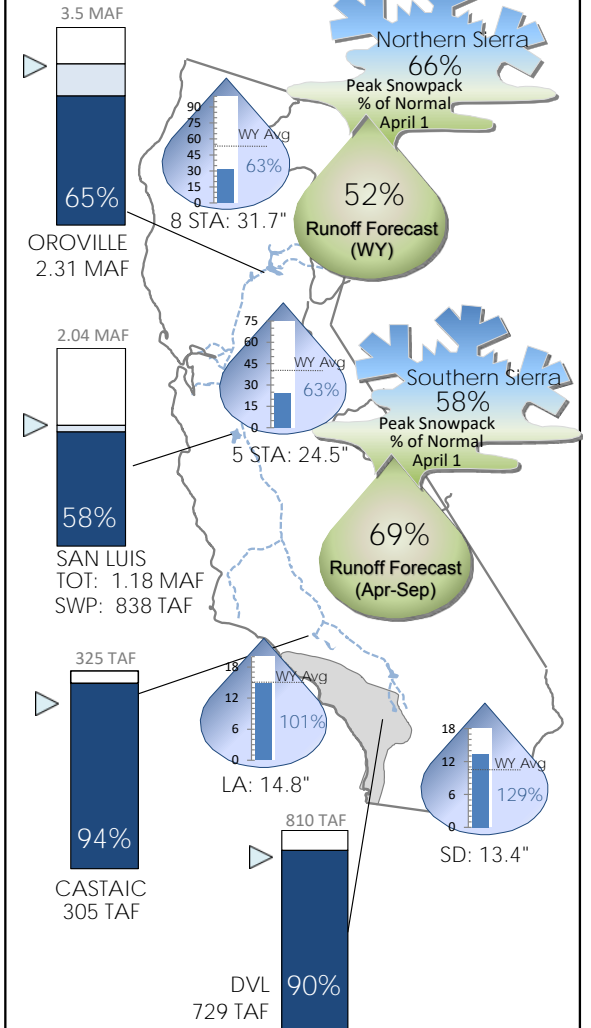 3.5 MAF
65%
OROVILLE
2.31 MAF
90
75
60
45
30
15
0
WY Avg
63%
8 STA: 31.7"
Northern Sierra
66%
Peak Snowpack
% of Normal
April 1
52%
Runoff Forecast
(WY)
2.04 MAF
58%
SAN LUIS
TOT: 1.18 MAF
SWP: 838 TAF
75
60
45
30
15
0
WY Avg
63%
5 STA: 24.5"
Southern Sierra
58%
Peak Snowpack
% of Normal
April 1
69%
Runoff Forecast
(Apr-Sep)
325 TAF
94%
CASTAIC
305 TAF
18
12
6
0
WY Avg
101%
LA: 14.8"
18
12
6
0
WY Avg
129%
SD: 13.4"
810 TAF
90%
DVL
729 TAF